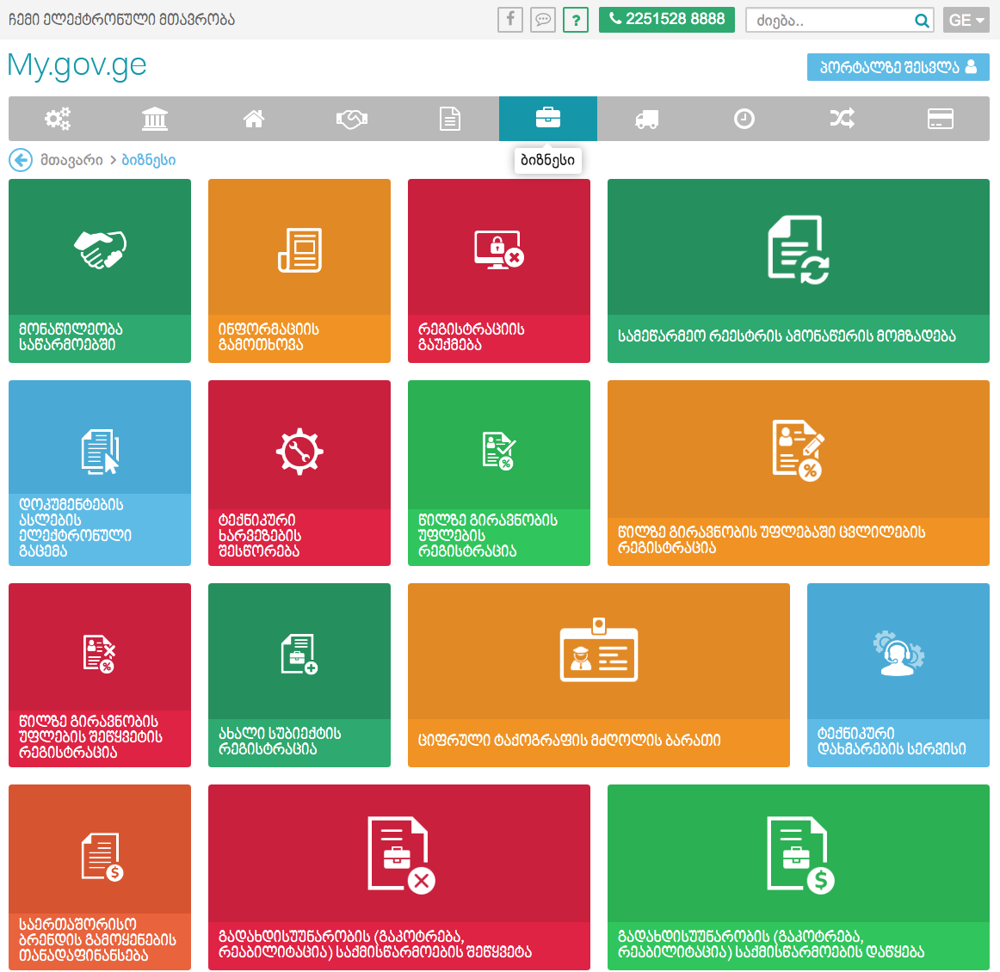 ჩემი ელექტრონული მთავრობა
?
2251528 8888
ძიება..
GE
My.gov.ge
პორტალზე შესვლა
მთავარი > ბიზნესი
ბიზნესი
მონაწილეობა
საწარმოებში
ინფორმაციის
გამოთხოვა
რეგისტრაციის
გაუქმება
სამეწარმეო რეესტრის ამონაწერის მომზადება
დოკუმენტების
ასლების
ელექტრონული
გაცემა
ტექნიკური
ხარვეზების
შესწორება
წილზე გირავნობის
უფლების
რეგისტრაცია
წილზე გირავნობის უფლებაში ცვლილების
რეგისტრაცია
წილზე გირავნობის
უფლების შეწყვეტის
რეგისტრაცია
ახალი სუბიექტის
რეგისტრაცია
ციფრული ტაქოგრაფის მძღოლის ბარათი
ტექნიკური
დახმარების სერვისი
საერთაშორისო
ბრენდის გამოყენების
თანადაფინანსება
გადახდისუუნარობის (გაკოტრება,
რეაბილიტაცია) საქმისწარმოების შეწყვეტა
გადახდისუუნარობის (გაკოტრება,
რეაბილიტაცია) საქმისწარმოების დაწყება